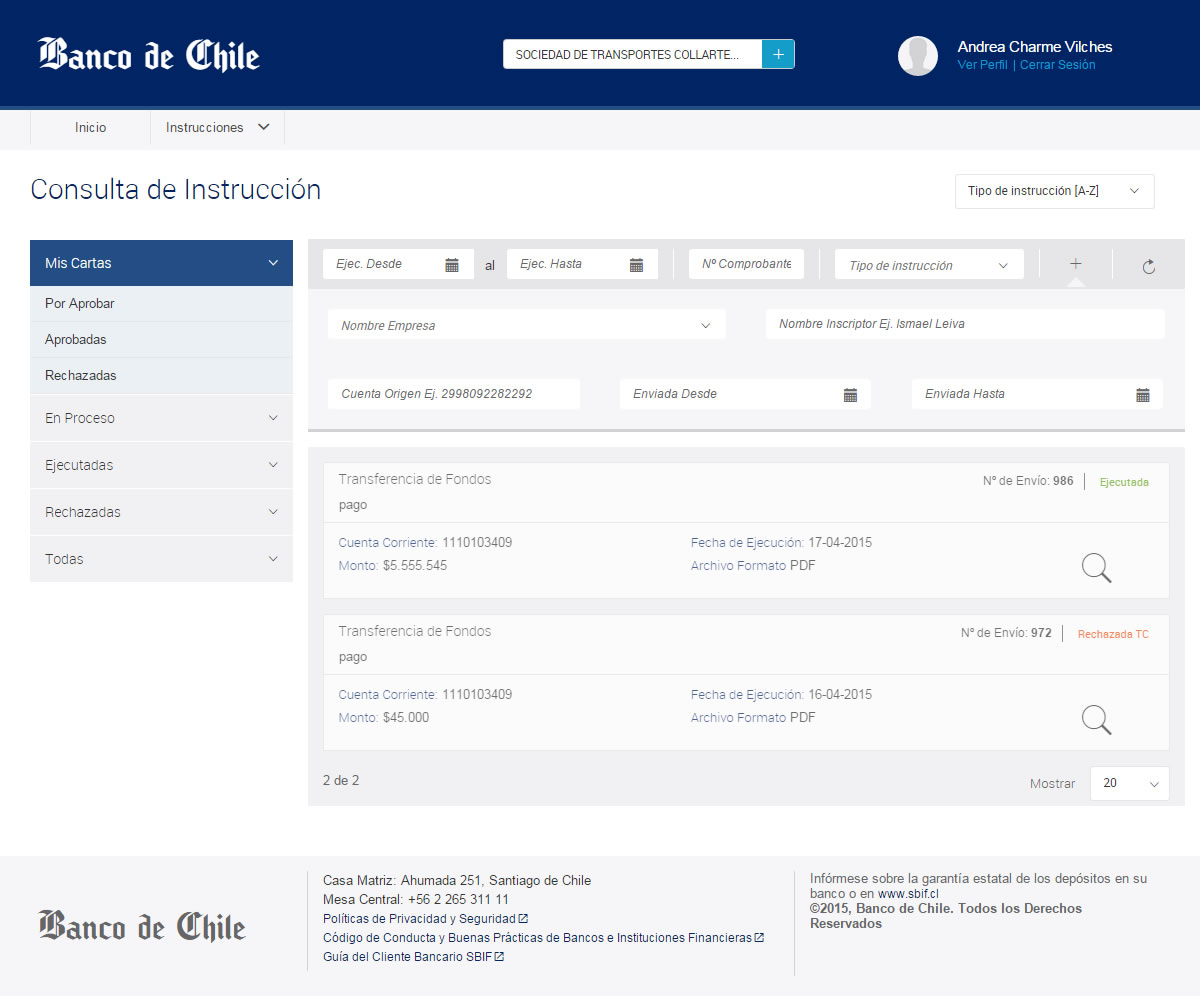 Banco de Chile
SOCIEDAD DE TRANSPORTES COLLARTE...
+
Andrea Charme Vilches
Ver Perfil | Cerrar Sesión
Inicio
Instrucciones
Consulta de Instrucción
Tipo de instrucción [A-Z]
Mis Cartas
Por Aprobar
Aprobadas
Rechazadas
En Proceso
Ejecutadas
Rechazadas
Todas
Ejec. Desde
al
Ejec. Hasta
Nº Comprobante
Tipo de instrucción
+
Nombre Empresa
Nombre Inscriptor Ej. Ismael Leiva
Cuenta Origen Ej. 2998092282292
Enviada Desde
Enviada Hasta
Transferencia de Fondos
Nº de Envío: 986
Ejecutada
pago
Cuenta Corriente: 1110103409
Fecha de Ejecución: 17-04-2015
Monto: $5.555.545
Archivo Formato PDF
Transferencia de Fondos
Nº de Envío: 972
Rechazada TC
pago
Cuenta Corriente: 1110103409
Fecha de Ejecución: 16-04-2015
Monto: $45.000
Archivo Formato PDF
2 de 2
Mostrar
20
Banco de Chile
Casa Matriz: Ahumada 251, Santiago de Chile
Mesa Central: +56 2 265 311 11
Políticas de Privacidad y Seguridad
Código de Conducta y Buenas Prácticas de Bancos e Instituciones Financieras
Guía del Cliente Bancario SBIF
Infórmese sobre la garantía estatal de los depósitos en su
banco o en www.sbif.cl
©2015, Banco de Chile. Todos los Derechos
Reservados